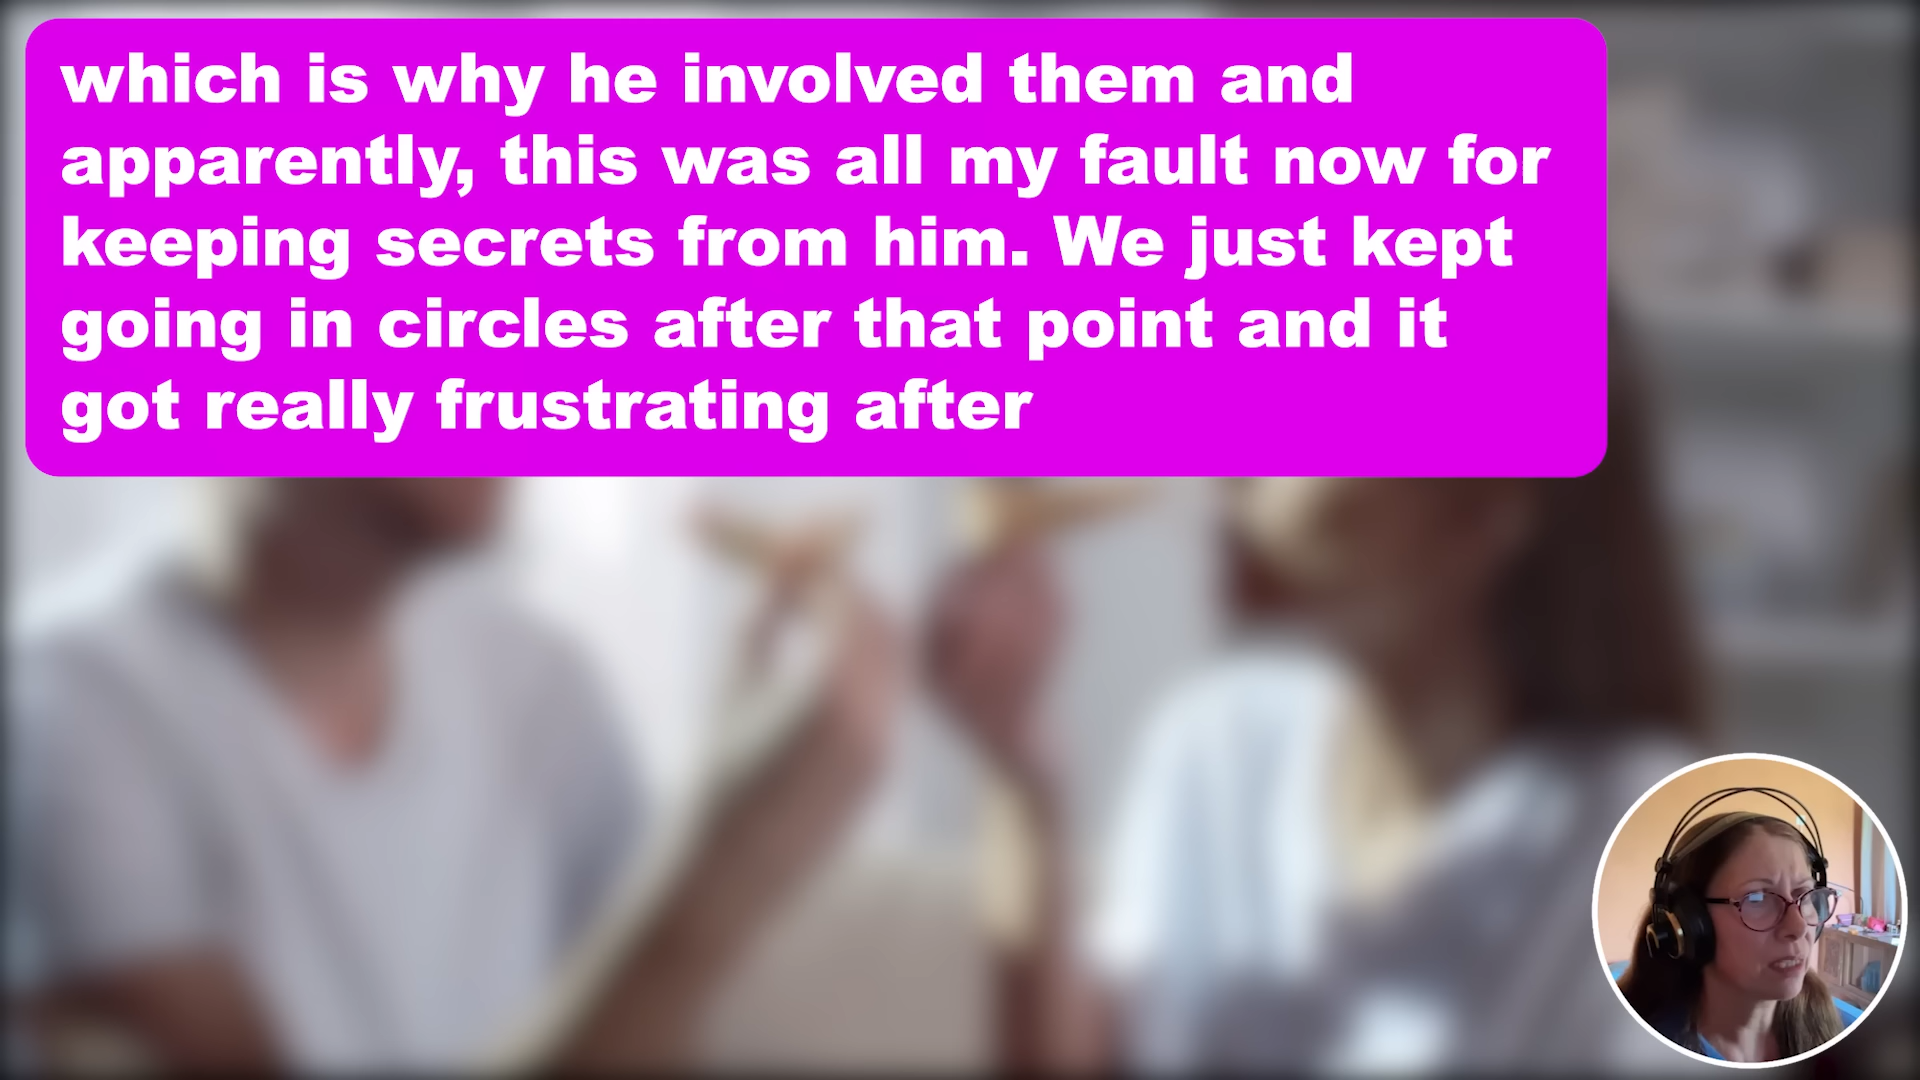 which is why he involved them and
apparently, this was all my fault now for
keeping secrets from him. We just kept
going in circles after that point and it
got really frustrating after